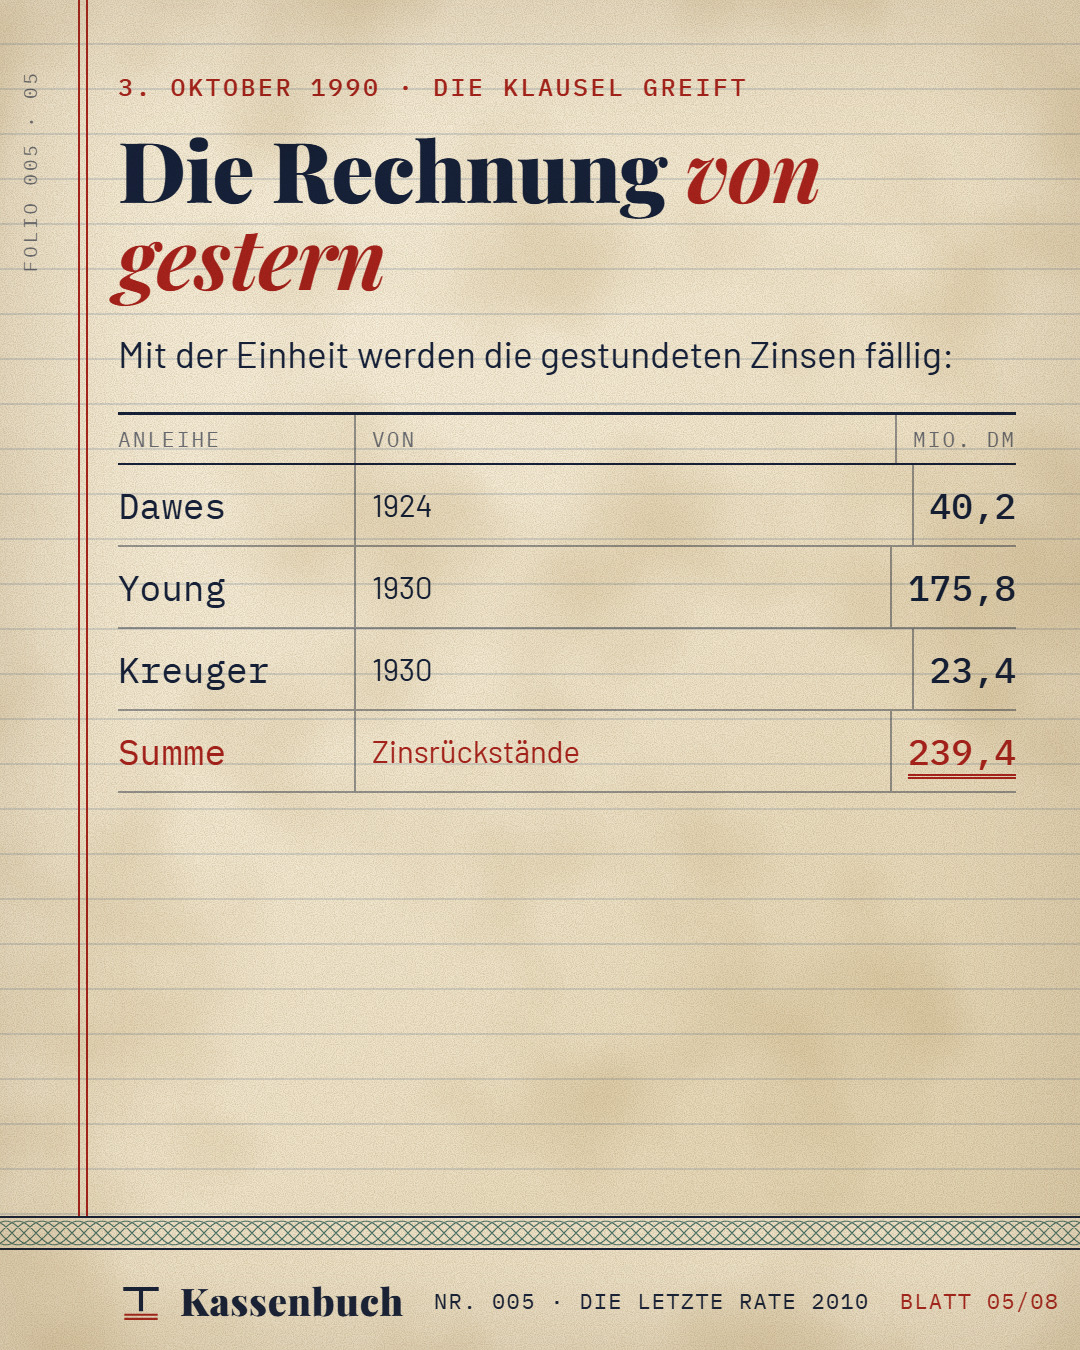 FOLIO 005 · 05
3. OKTOBER 1990 · DIE KLAUSEL GREIFT
Die Rechnung von
gestern
Mit der Einheit werden die gestundeten Zinsen fällig:
ANLEIHE VON MIO. DM
Dawes 1924 40,2
Young 1930 175,8
Kreuger 1930 23,4
Summe Zinsrückstände 239,4
Kassenbuch NR. 005 · DIE LETZTE RATE 2010 BLATT 05/08